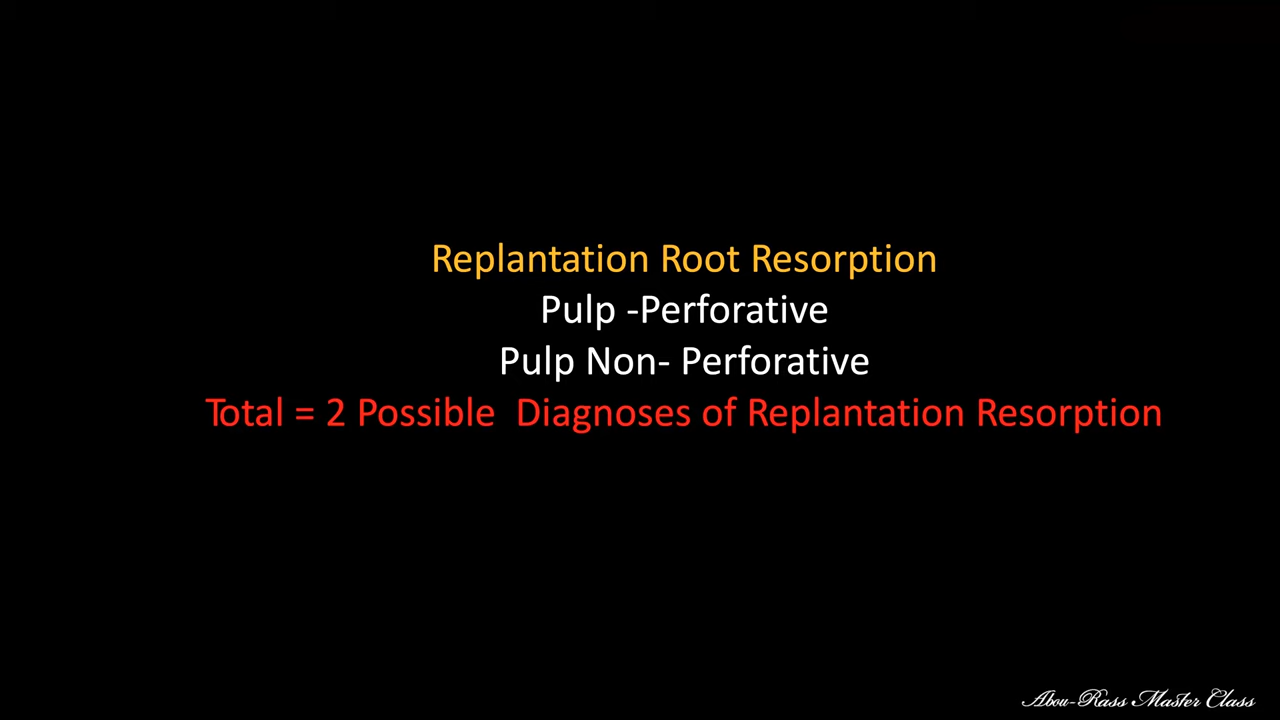 Replantation Root Resorption
Pulp -Perforative
Pulp Non- Perforative
Total = 2 Possible  Diagnoses of Replantation Resorption
Abou-Rass Master Class